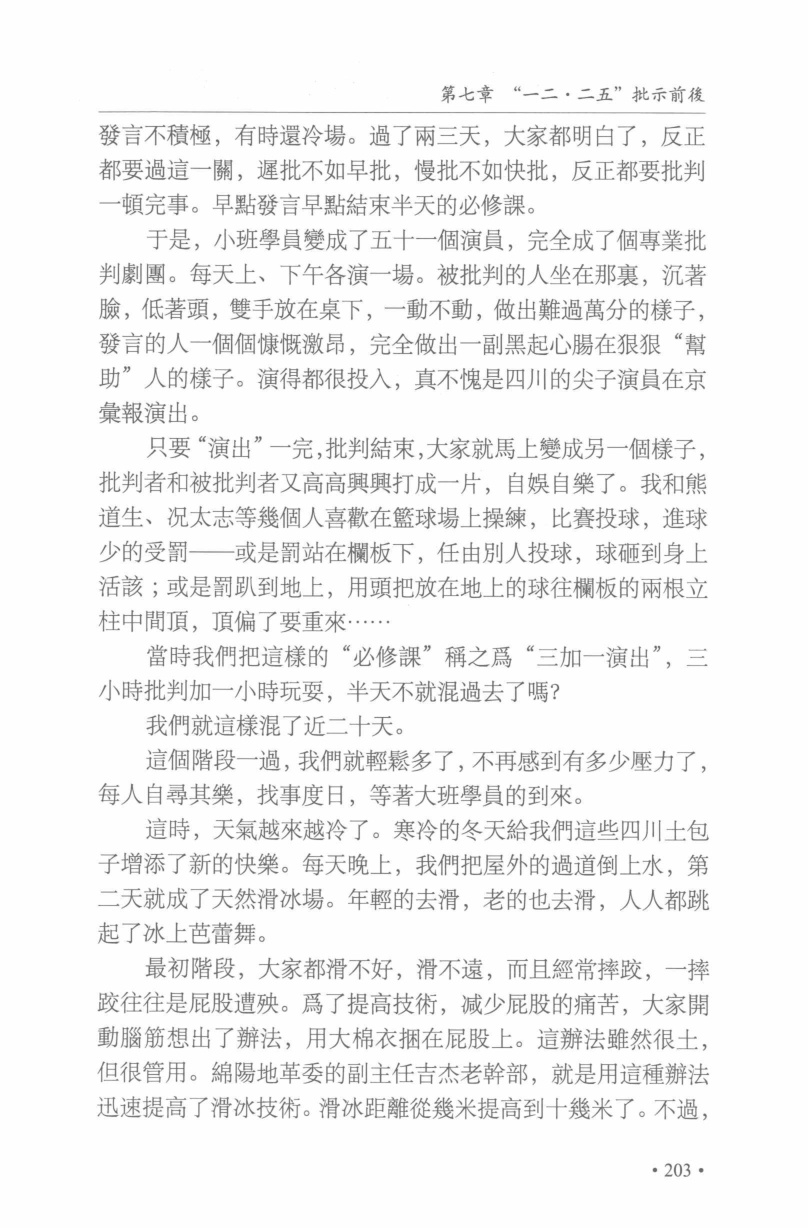 第七章 “一二·二五”批示前後
發言不積極，有時還冷場。過了兩三天，大家都明白了，反正
都要過這一關，遲批不如早批，慢批不如快批，反正都要批判
一頓完事。早點發言早點結束半天的必修課。
于是，小班學員變成了五十一個演員，完全成了個專業批
判劇團。每天上、下午各演一場。被批判的人坐在那裏，沉著
臉，低著頭，雙手放在桌下，一動不動，做出難過萬分的樣子，
發言的人一個個慷慨激昂，完全做出一副黑起心腸在狠狠“幫
助”人的樣子。演得都很投入，真不愧是四川的尖子演員在京
彙報演出。
只要“演出”一完，批判結束，大家就馬上變成另一個樣子，
批判者和被批判者又高高興興打成一片，自娛自樂了。我和熊
道生、況太志等幾個人喜歡在籃球場上操練，比賽投球，進球
少的受罰——或是罰站在欄板下，任由別人投球，球砸到身上
活該；或是罰趴到地上，用頭把放在地上的球往欄板的兩根立
柱中間頂，頂偏了要重來……
當時我們把這樣的“必修課”稱之爲“三加一演出”，三
小時批判加一小時玩耍，半天不就混過去了嗎？
我們就這樣混了近二十天。
這個階段一過，我們就輕鬆多了，不再感到有多少壓力了，
每人自尋其樂，找事度日，等著大班學員的到來。
這時，天氣越來越冷了。寒冷的冬天給我們這些四川土包
子增添了新的快樂。每天晚上，我們把屋外的過道倒上水，第
二天就成了天然滑冰場。年輕的去滑，老的也去滑，人人都跳
起了冰上芭蕾舞。
最初階段，大家都滑不好，滑不遠，而且經常摔跤，一摔
跤往往是屁股遭殃。爲了提高技術，減少屁股的痛苦，大家開
動腦筋想出了辦法，用大棉衣捆在屁股上。這辦法雖然很土，
但很管用。綿陽地革委的副主任吉杰老幹部，就是用這種辦法
迅速提高了滑冰技術。滑冰距離從幾米提高到十幾米了。不過，
·203·